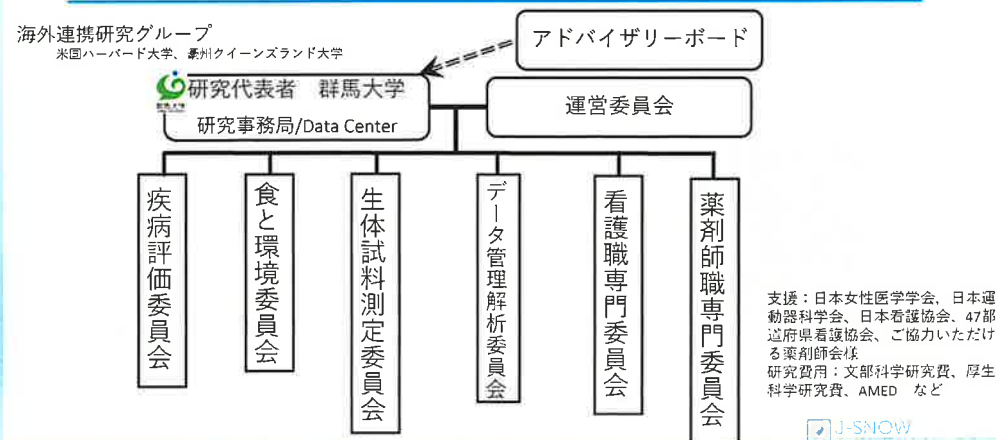 海外連携研究グループ
米国ハーバード大学、豪州クイーンズランド大学
アドバイザリーボード
研究代表者 群馬大学
研究事務局/Data Center
運営委員会
疾病評価委員会
食と環境委員会
生体試料測定委員会
データ管理解析委員会
看護職専門委員会
薬剤師職専門委員会
支援：日本女性医学学会、日本運
動器科学会、日本看護協会、47都
道府県看護協会、ご協力いただけ
る薬剤師会様
研究費用：文部科学研究費、厚生
科学研究費、AMED など
J-SNOW